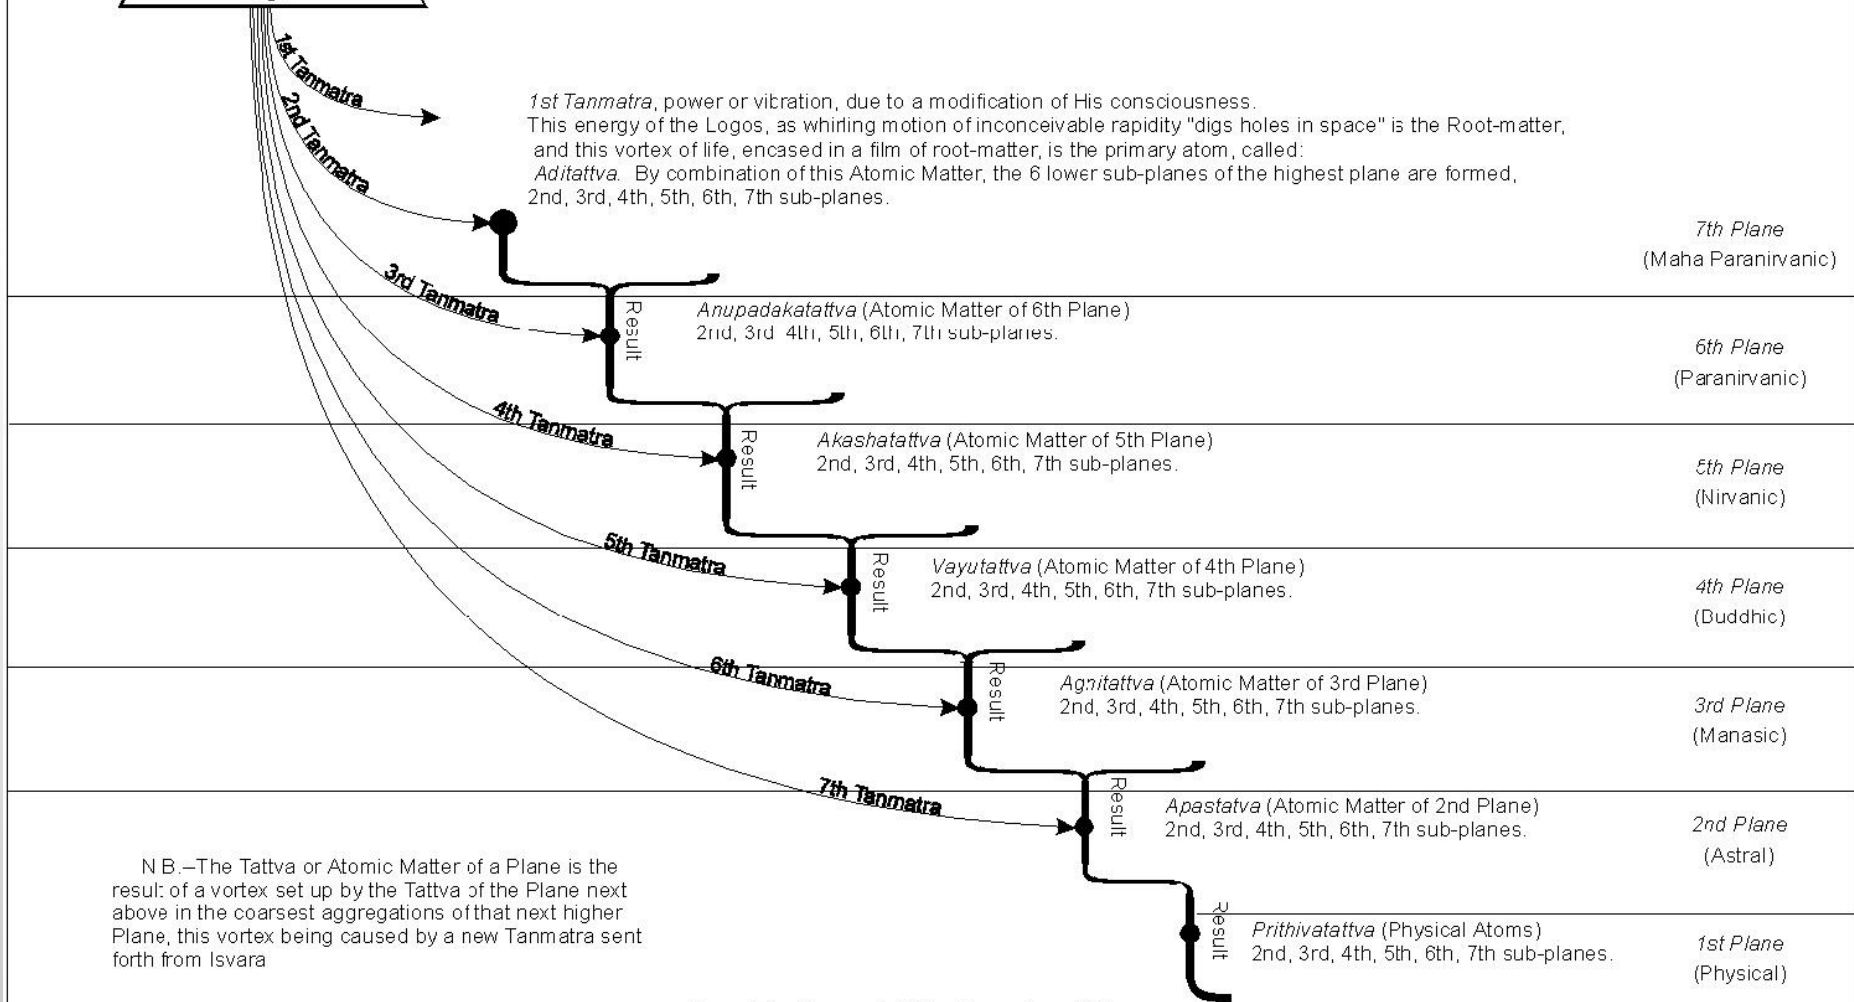 1st Tanmatra
2nd Tanmatra
1st Tanmatra, power or vibration, due to a modification of His consciousness.
This energy of the Logos, as whirling motion of inconceivable rapidity "digs holes in space" is the Root-matter,
and this vortex of life, encased in a film of root-matter, is the primary atom, called:
Aditattva. By combination of this Atomic Matter, the 6 lower sub-planes of the highest plane are formed,
2nd, 3rd, 4th, 5th, 6th, 7th sub-planes.
7th Plane
(Maha Paranirvanic)
3rd Tanmatra
Result
Anupadakatattva (Atomic Matter of 6th Plane)
2nd, 3rd 4th, 5th, 6th, 7th sub-planes.
6th Plane
(Paranirvanic)
4th Tanmatra
Result
Akashatattva (Atomic Matter of 5th Plane)
2nd, 3rd, 4th, 5th, 6th, 7th sub-planes.
5th Plane
(Nirvanic)
5th Tanmatra
Result
Vayutattva (Atomic Matter of 4th Plane)
2nd, 3rd, 4th, 5th, 6th, 7th sub-planes.
4th Plane
(Buddhic)
6th Tanmatra
Result
Agnitattva (Atomic Matter of 3rd Plane)
2nd, 3rd, 4th, 5th, 6th, 7th sub-planes.
3rd Plane
(Manasic)
7th Tanmatra
Result
Apastatva (Atomic Matter of 2nd Plane)
2nd, 3rd, 4th, 5th, 6th, 7th sub-planes.
2nd Plane
(Astral)
N B.–The Tattva or Atomic Matter of a Plane is the
result of a vortex set up by the Tattva of the Plane next
above in the coarsest aggregations of that next higher
Plane, this vortex being caused by a new Tanmatra sent
forth from Isvara
Result
Prithivatattva (Physical Atoms)
2nd, 3rd, 4th, 5th, 6th, 7th sub-planes.
1st Plane
(Physical)